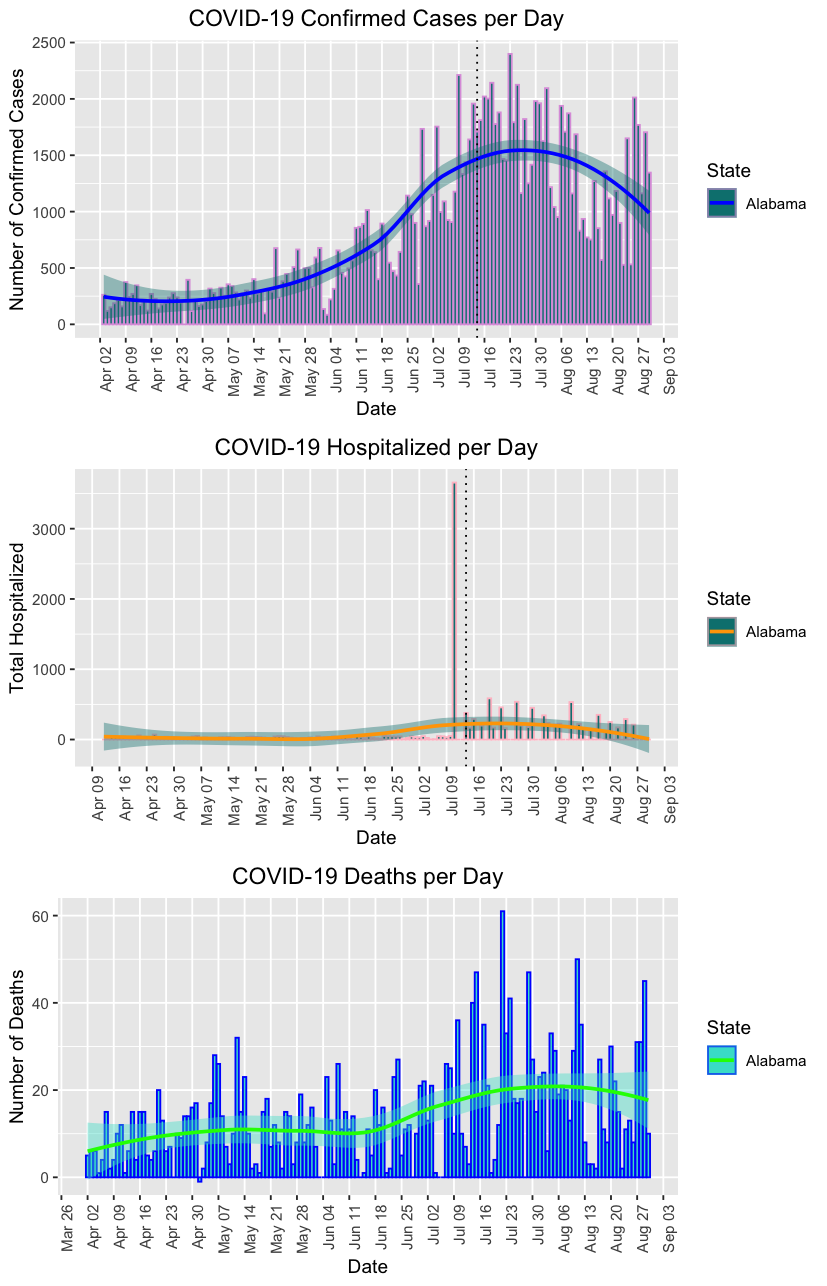 COVID-19 Confirmed Cases per Day
Number of Confirmed Cases
2500
2000
1500
1000
500
0
Apr 02
Apr 09
Apr 16
Apr 23
Apr 30
May 07
May 14
May 21
May 28
Jun 04
Jun 11
Jun 18
Jun 25
Jul 02
Jul 09
Jul 16
Jul 23
Jul 30
Aug 06
Aug 13
Aug 20
Aug 27
Sep 03
Date
State
Alabama
COVID-19 Hospitalized per Day
Total Hospitalized
3000
2000
1000
0
Apr 09
Apr 16
Apr 23
Apr 30
May 07
May 14
May 21
May 28
Jun 04
Jun 11
Jun 18
Jun 25
Jul 02
Jul 09
Jul 16
Jul 23
Jul 30
Aug 06
Aug 13
Aug 20
Aug 27
Sep 03
Date
State
Alabama
COVID-19 Deaths per Day
Number of Deaths
60
40
20
0
Mar 26
Apr 02
Apr 09
Apr 16
Apr 23
Apr 30
May 07
May 14
May 21
May 28
Jun 04
Jun 11
Jun 18
Jun 25
Jul 02
Jul 09
Jul 16
Jul 23
Jul 30
Aug 06
Aug 13
Aug 20
Aug 27
Sep 03
Date
State
Alabama